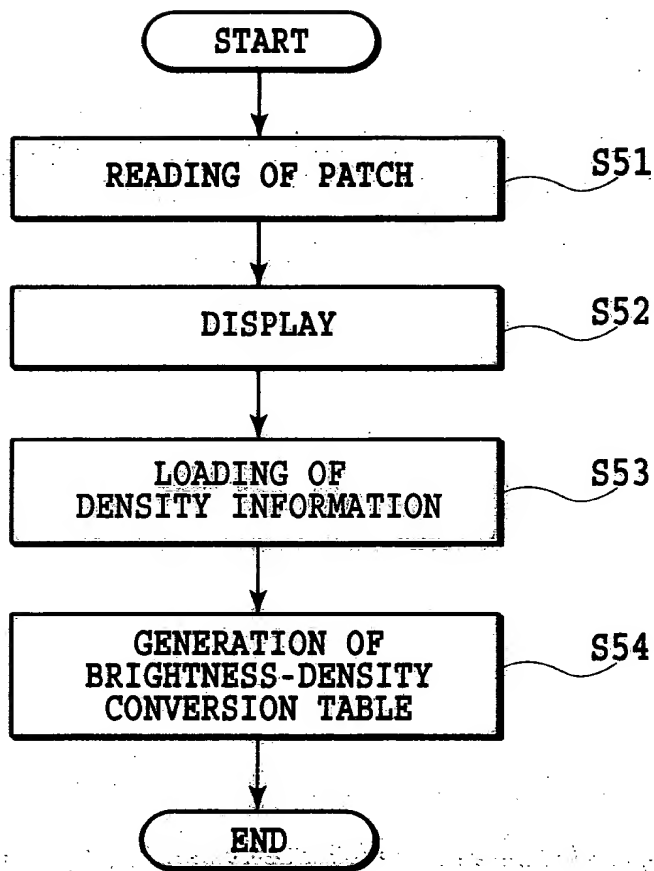 START
READING OF PATCH
S51
DISPLAY
S52
LOADING OF
DENSITY INFORMATION
S53
GENERATION OF
BRIGHTNESS-DENSITY
CONVERSION TABLE
S54
END